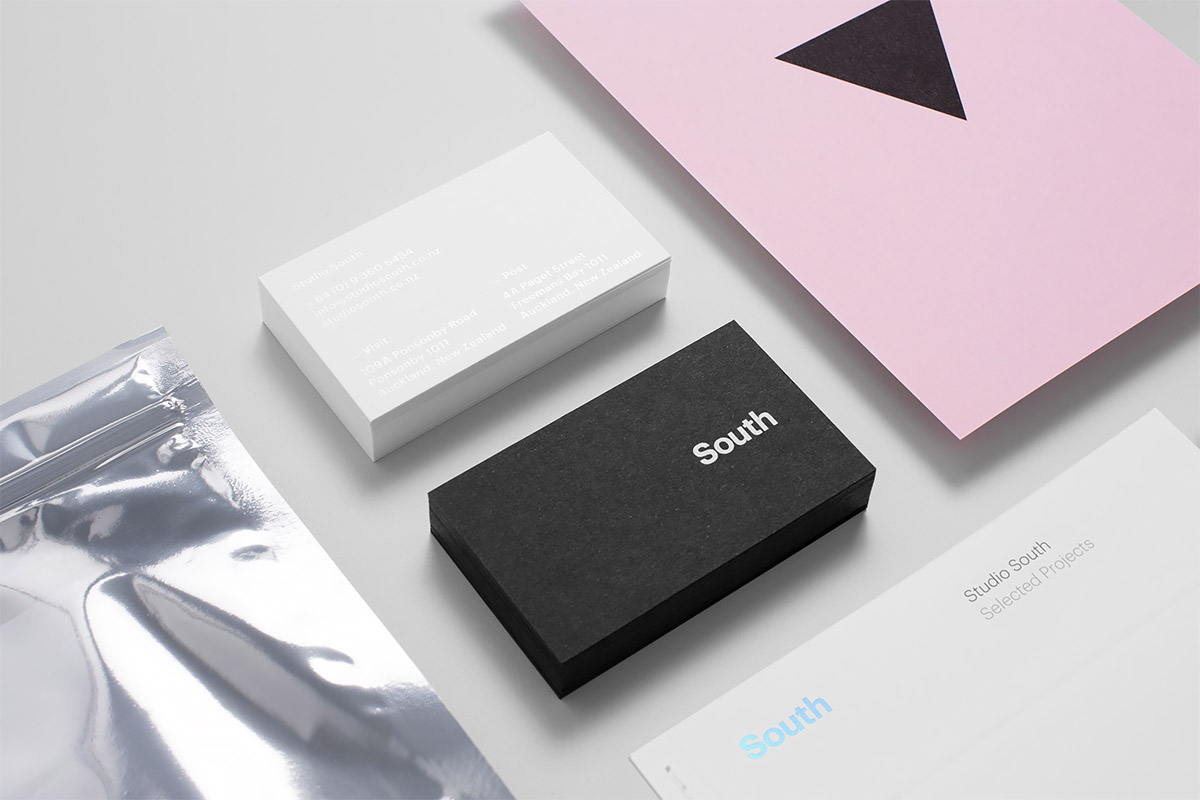 Studio South
+ 64 (0) 9 360 6434
info@studiosouth.co.nz
studiosouth.co.nz
Visit
109A Ponsonby Road
Ponsonby 1011
Auckland, New Zealand
Post
4A Paget Street
Freemans Bay 1011
Auckland, New Zealand
South
Studio South
Selected Projects
South